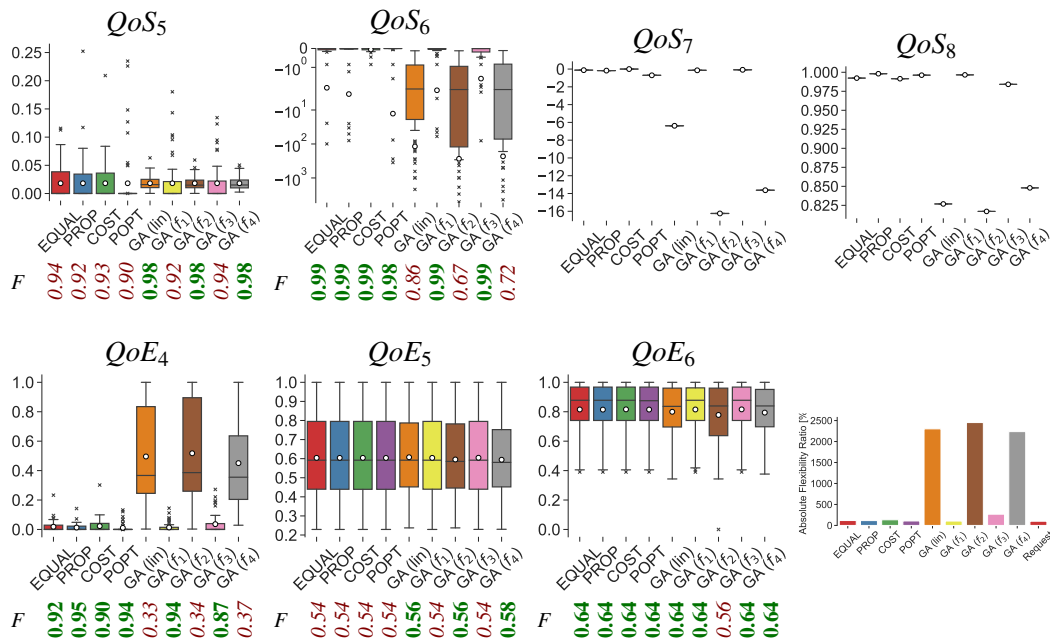 QoS5
0.25
0.20
0.15
0.10
0.05
0.00
EQUAL
PROP
COST
POPT
GA (lin)
GA (f1)
GA (f2)
GA (f3)
GA (f4)
F 0.94 0.92 0.93 0.90 0.98 0.92 0.98 0.94 0.98
QoS6
0
−10^0
−10^1
−10^2
10^3
EQUAL
PROP
COST
POPT
GA (lin)
GA (f1)
GA (f2)
GA (f3)
GA (f4)
F 0.99 0.99 0.99 0.98 0.86 0.99 0.67 0.99 0.72
QoS7
0
−2
−4
−6
−8
−10
−12
−14
−16
EQUAL
PROP
COST
POPT
GA (lin)
GA (f1)
GA (f2)
GA (f3)
GA (f4)
QoS8
1.000
0.975
0.950
0.925
0.900
0.875
0.850
0.825
EQUAL
PROP
COST
POPT
GA (lin)
GA (f1)
GA (f2)
GA (f3)
GA (f4)
QoE4
1.0
0.8
0.6
0.4
0.2
0.0
EQUAL
PROP
COST
POPT
GA (lin)
GA (f1)
GA (f2)
GA (f3)
GA (f4)
F 0.92 0.95 0.90 0.94 0.33 0.94 0.34 0.87 0.37
QoE5
1.0
0.9
0.8
0.7
0.6
0.5
0.4
0.3
0.2
EQUAL
PROP
COST
POPT
GA (lin)
GA (f1)
GA (f2)
GA (f3)
GA (f4)
F 0.54 0.54 0.54 0.54 0.56 0.54 0.56 0.54 0.58
QoE6
1.0
0.8
0.6
0.4
0.2
0.0
EQUAL
PROP
COST
POPT
GA (lin)
GA (f1)
GA (f2)
GA (f3)
GA (f4)
F 0.64 0.64 0.64 0.64 0.64 0.64 0.56 0.64 0.64
Absolute Flexibility Ratio [%
2500
2000
1500
1000
500
0
EQUAL
PROP
COST
POPT
GA (lin)
GA (f1)
GA (f2)
GA (f3)
GA (f4)
Request